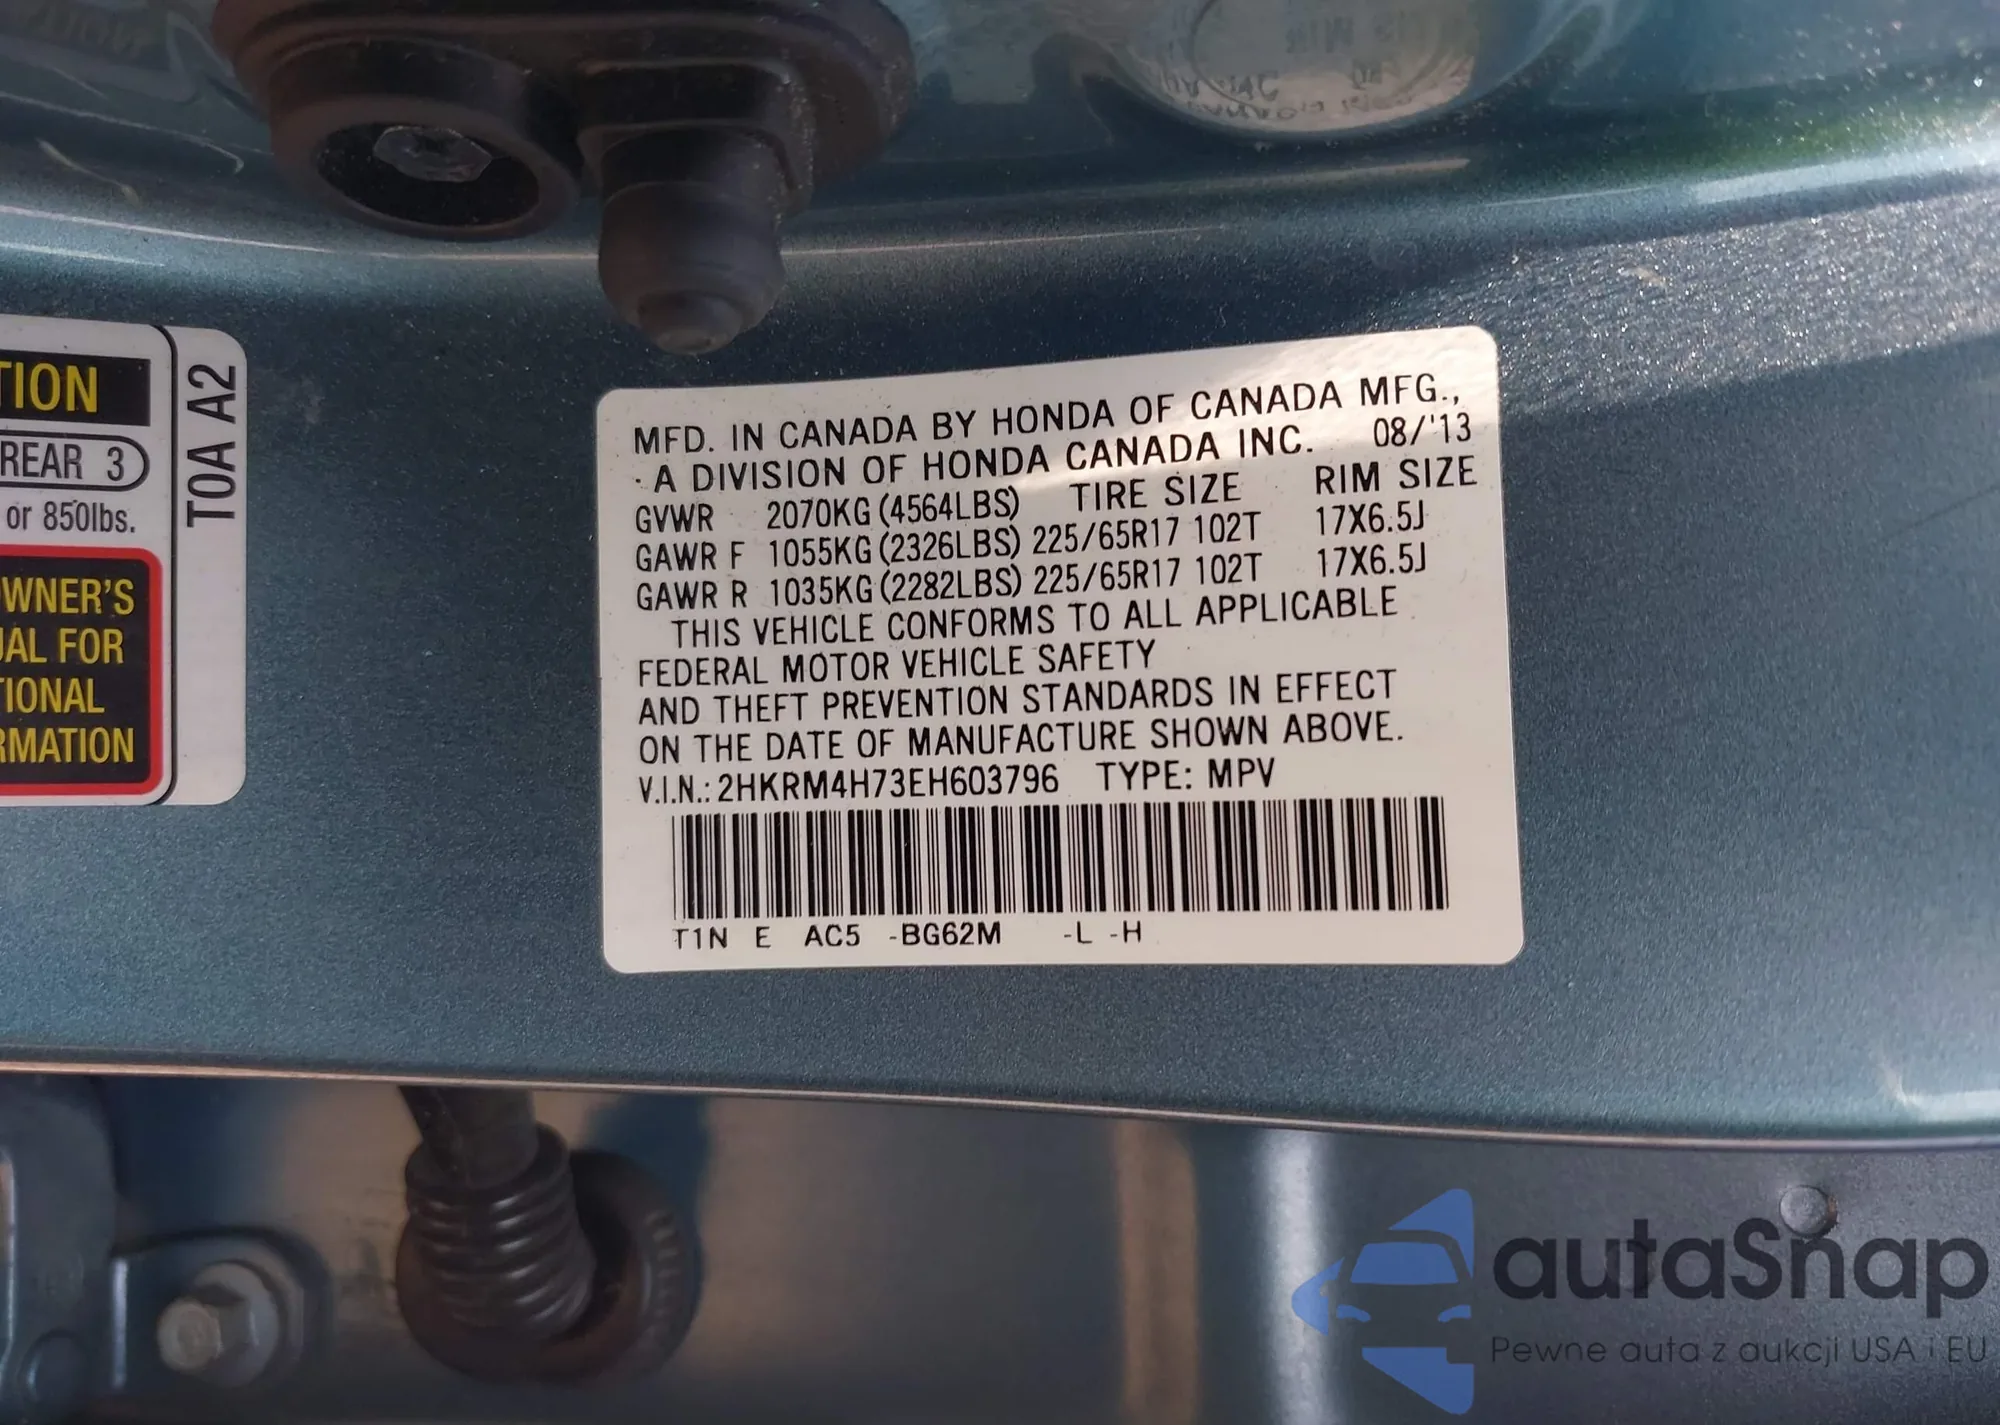 TION
REAR 3
or 850lbs.
WNER'S
UAL FOR
TIONAL
RMATION
T0A A2
MFD. IN CANADA BY HONDA OF CANADA MFG.,
A DIVISION OF HONDA CANADA INC. 08/'13
GVWR 2070KG (4564LBS) TIRE SIZE RIM SIZE
GAWR F 1055KG (2326LBS) 225/65R17 102T 17X6.5J
GAWR R 1035KG (2282LBS) 225/65R17 102T 17X6.5J
THIS VEHICLE CONFORMS TO ALL APPLICABLE
FEDERAL MOTOR VEHICLE SAFETY
AND THEFT PREVENTION STANDARDS IN EFFECT
ON THE DATE OF MANUFACTURE SHOWN ABOVE.
V.I.N.: 2HKRM4H73EH603796 TYPE: MPV
T1N E AC5 -BG62M -L -H
autaSnap
Pewne auta z aukcji USA i EU